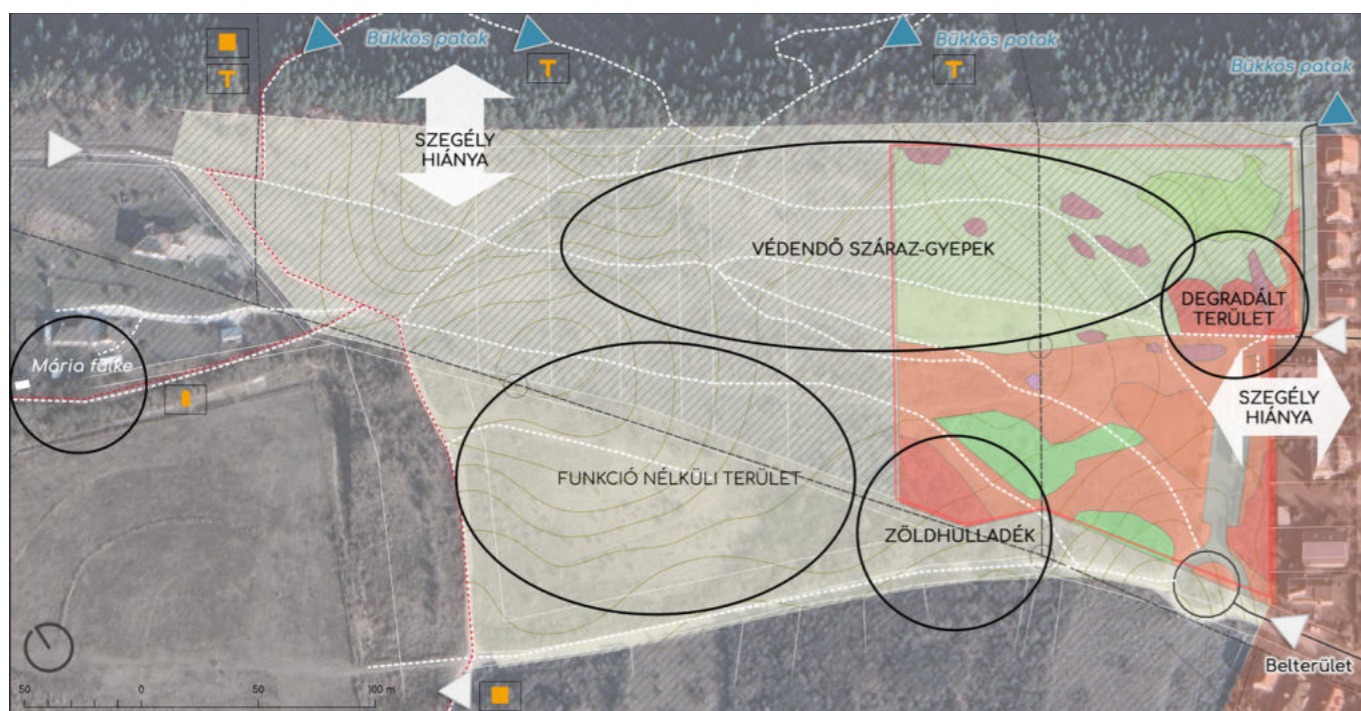 Bükkös patak
Bükkös patak
Bükkös patak
SZEGÉLY
HIÁNYA
VÉDENDŐ SZÁRAZ-GYEPEK
DEGRADÁLT
TERÜLET
Mária fülke
SZEGÉLY
HIÁNYA
FUNKCIÓ NÉLKÜLI TERÜLET
ZÖLDHULLADÉK
Belterület
50 0 50 100 m